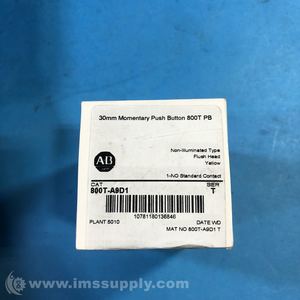 30mm Momentary Push Button 800T PB
Non-Illuminated Type
Flush Head
Yellow
AB
1-NO Standard Contact
CAT
SER
800T-A9D1
T
10781180136846
PLANT 5010
DATE WD
MAT NO 800T-A9D1 T
© www.imssupply.com